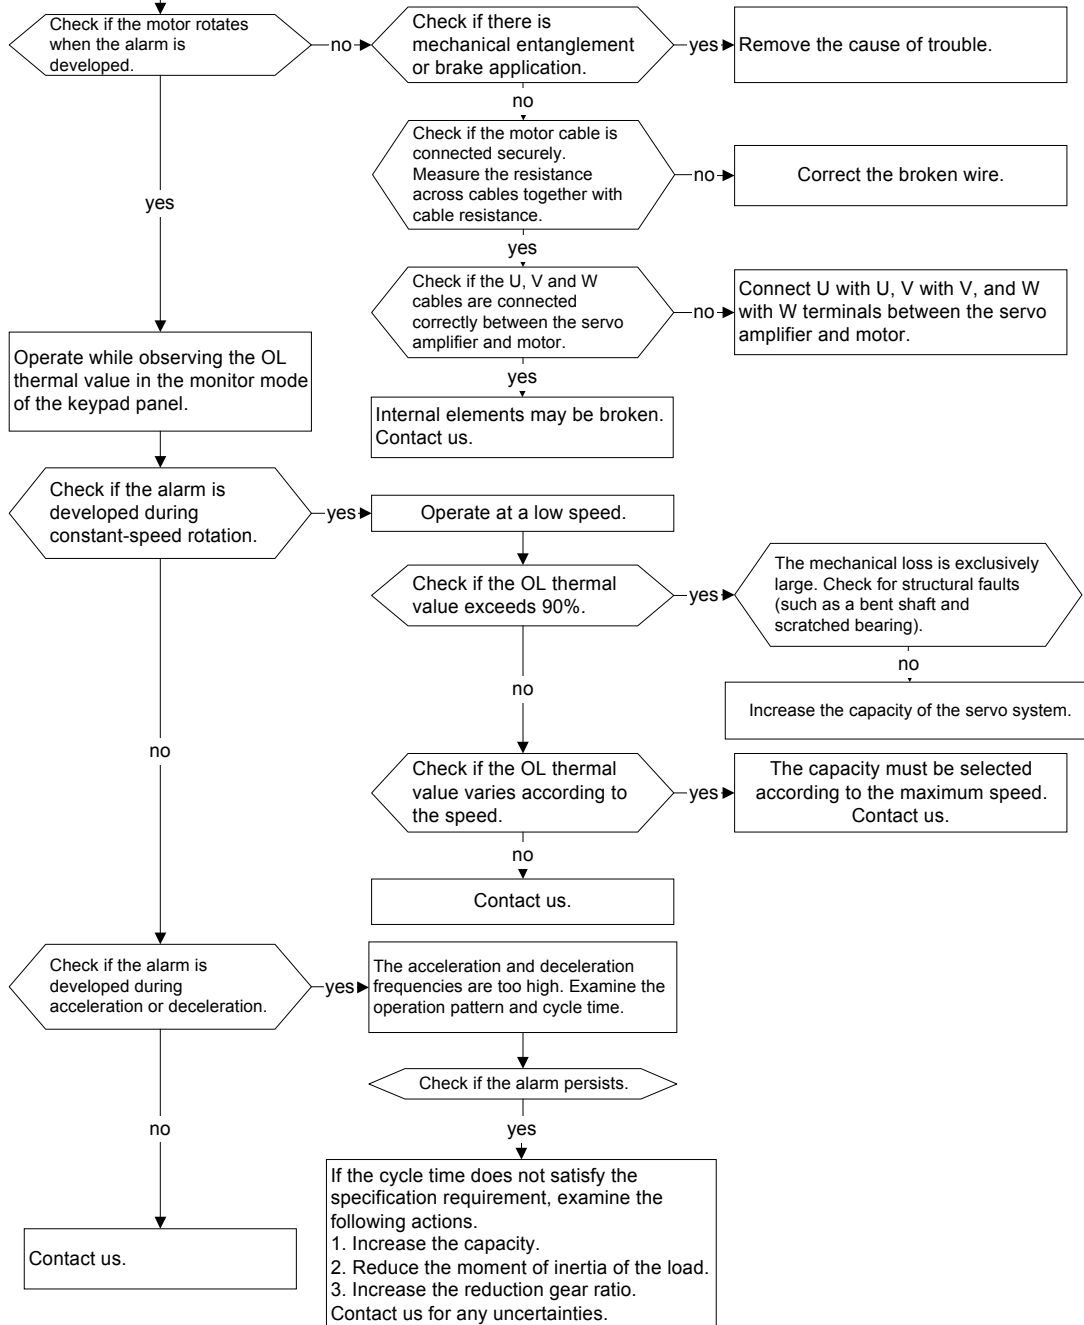 Check if the motor rotates
when the alarm is
developed.
no
Check if there is
mechanical entanglement
or brake application.
yes
Remove the cause of trouble.
no
Check if the motor cable is
connected securely.
Measure the resistance
across cables together with
cable resistance.
no
Correct the broken wire.
yes
yes
Check if the U, V and W
cables are connected
correctly between the servo
amplifier and motor.
no
Connect U with U, V with V, and W
with W terminals between the servo
amplifier and motor.
Operate while observing the OL
thermal value in the monitor mode
of the keypad panel.
yes
Internal elements may be broken.
Contact us.
Check if the alarm is
developed during
constant-speed rotation.
yes
Operate at a low speed.
Check if the OL thermal
value exceeds 90%.
yes
The mechanical loss is exclusively
large. Check for structural faults
(such as a bent shaft and
scratched bearing).
no
Increase the capacity of the servo system.
no
no
Check if the OL thermal
value varies according to
the speed.
yes
The capacity must be selected
according to the maximum speed.
Contact us.
no
Contact us.
Check if the alarm is
developed during
acceleration or deceleration.
yes
The acceleration and deceleration
frequencies are too high. Examine the
operation pattern and cycle time.
Check if the alarm persists.
no
yes
Contact us.
If the cycle time does not satisfy the
specification requirement, examine the
following actions.
1. Increase the capacity.
2. Reduce the moment of inertia of the load.
3. Increase the reduction gear ratio.
Contact us for any uncertainties.